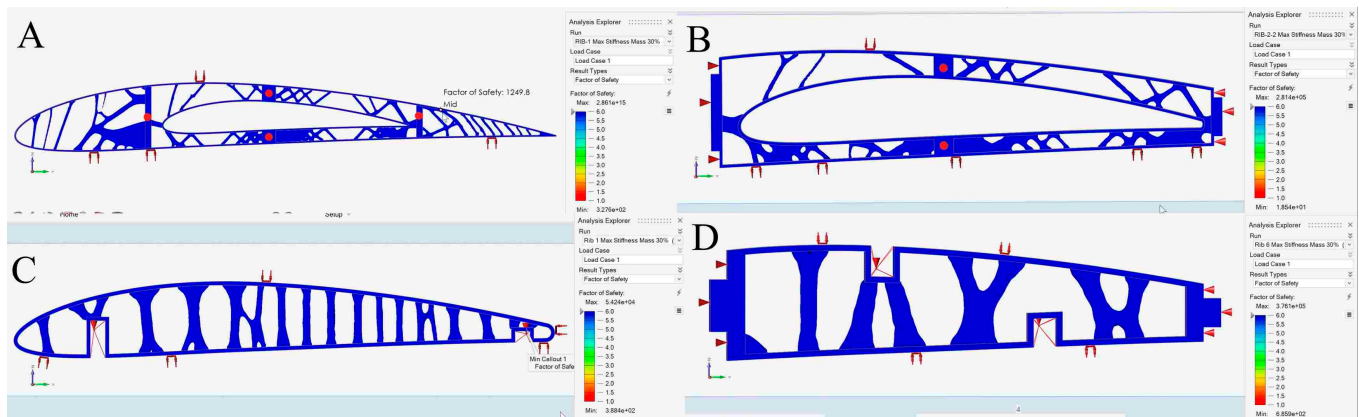 A
Factor of Safety: 1249.8
Mid
Analysis Explorer
Run
RIB-1 Max Stiffness Mass 30%
Load Case
Load Case 1
Result Types
Factor of Safety
Factor of Safety:
Max: 2.861e+15
6.0
5.5
5.0
4.5
4.0
3.5
3.0
2.5
2.0
1.5
1.0
Min: 3.276e+02
B
Analysis Explorer
Run
RIB-2-2 Max Stiffness Mass 30%
Load Case
Load Case 1
Result Types
Factor of Safety
Factor of Safety:
Max: 2.814e+05
6.0
5.5
5.0
4.5
4.0
3.5
3.0
2.5
2.0
1.5
1.0
Min: 1.854e+01
Home
Setup
C
Min Callout 1
Factor of Safe
Analysis Explorer
Run
Rib 1 Max Stiffness Mass 30% (
Load Case
Load Case 1
Result Types
Factor of Safety
Factor of Safety:
Max: 5.424e+04
6.0
5.5
5.0
4.5
4.0
3.5
3.0
2.5
2.0
1.5
1.0
Min: 3.884e+02
D
4
Analysis Explorer
Run
Rib 6 Max Stiffness Mass 30% (
Load Case
Load Case 1
Result Types
Factor of Safety
Factor of Safety:
Max: 3.761e+05
6.0
5.5
5.0
4.5
4.0
3.5
3.0
2.5
2.0
1.5
1.0
Min: 6.859e+02